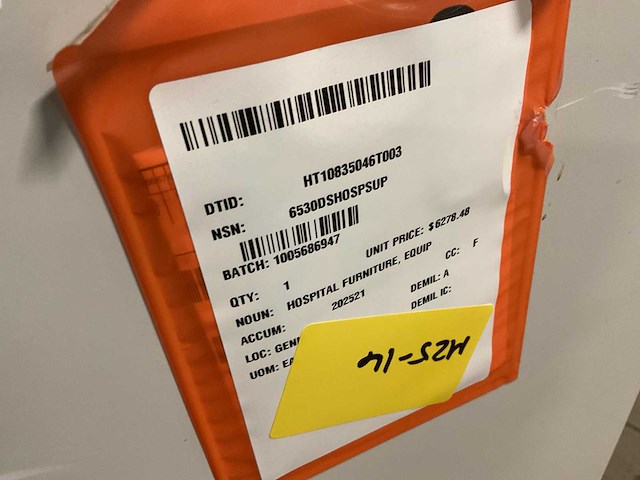 DTID: HT10835046T003
NSN: 6530DSHOSPSUP
BATCH: 1005686947
UNIT PRICE: $6278.48
QTY: 1
CC: F
NOUN: HOSPITAL FURNITURE, EQUIP
ACCUM: 202521
DEMIL: A
LOC: GENE
DEMIL IC:
UOM: EA
M25-14